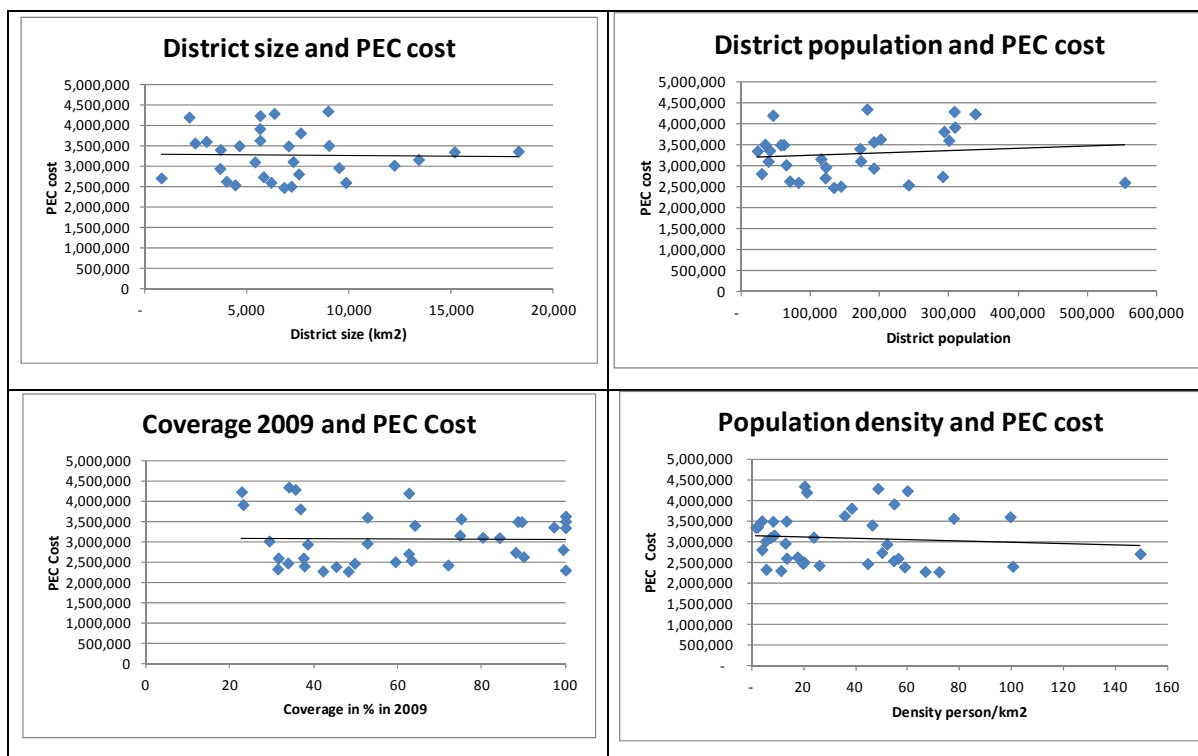 District size and PEC cost
5,000,000
4,500,000
4,000,000
3,500,000
3,000,000
2,500,000
2,000,000
1,500,000
1,000,000
500,000
0
PEC cost
- 5,000 10,000 15,000 20,000
District size (km2)
District population and PEC cost
5,000,000
4,500,000
4,000,000
3,500,000
3,000,000
2,500,000
2,000,000
1,500,000
1,000,000
500,000
0
PEC cost
- 100,000 200,000 300,000 400,000 500,000 600,000
District population
Coverage 2009 and PEC Cost
5,000,000
4,500,000
4,000,000
3,500,000
3,000,000
2,500,000
2,000,000
1,500,000
1,000,000
500,000
0
PEC Cost
0 20 40 60 80 100
Coverage in % in 2009
Population density and PEC cost
5,000,000
4,500,000
4,000,000
3,500,000
3,000,000
2,500,000
2,000,000
1,500,000
1,000,000
500,000
-
PEC Cost
- 20 40 60 80 100 120 140 160
Density person/km2